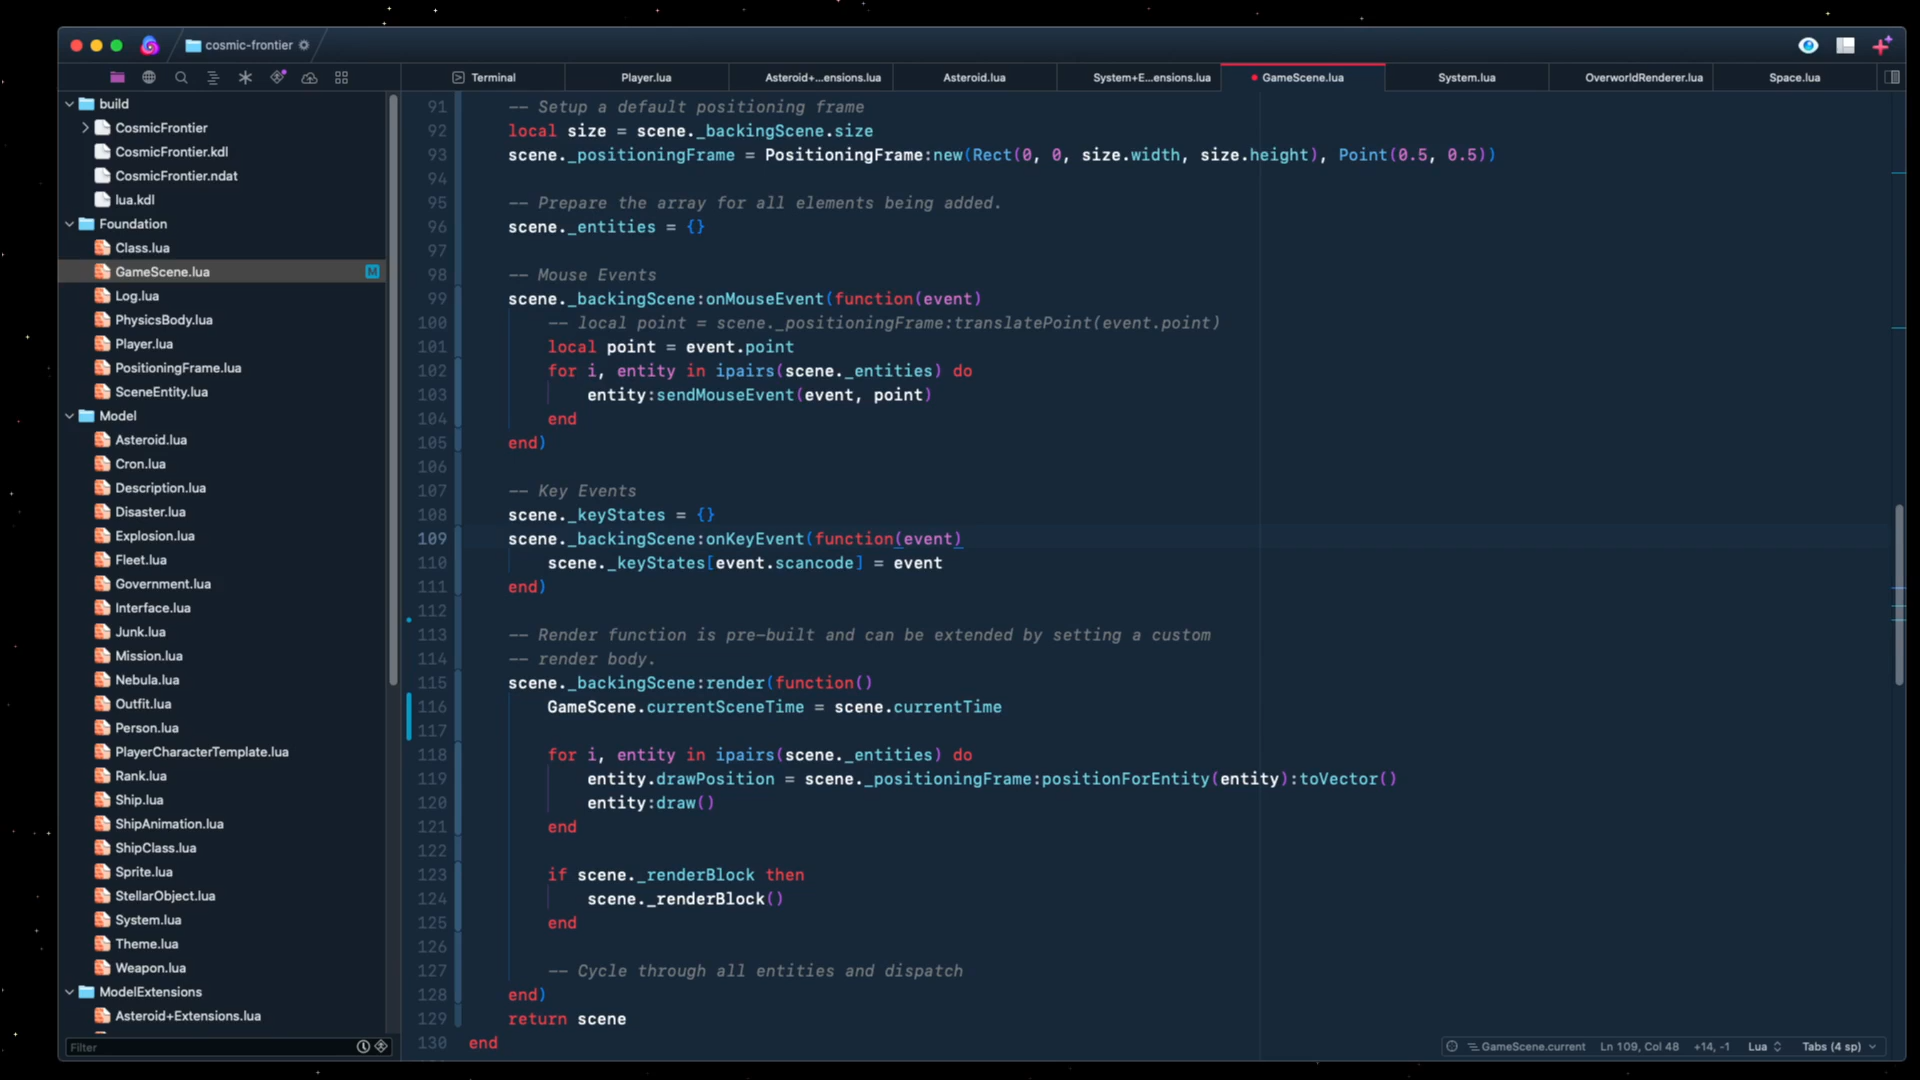 cosmic-frontier
Terminal
Player.lua
Asteroid+...ensions.lua
Asteroid.lua
System+E...ensions.lua
GameScene.lua
System.lua
OverworldRenderer.lua
Space.lua
build
CosmicFrontier
CosmicFrontier.kdl
CosmicFrontier.ndat
lua.kdl
Foundation
Class.lua
GameScene.lua M
Log.lua
PhysicsBody.lua
Player.lua
PositioningFrame.lua
SceneEntity.lua
Model
Asteroid.lua
Cron.lua
Description.lua
Disaster.lua
Explosion.lua
Fleet.lua
Government.lua
Interface.lua
Junk.lua
Mission.lua
Nebula.lua
Outfit.lua
Person.lua
PlayerCharacterTemplate.lua
Rank.lua
Ship.lua
ShipAnimation.lua
ShipClass.lua
Sprite.lua
StellarObject.lua
System.lua
Theme.lua
Weapon.lua
ModelExtensions
Asteroid+Extensions.lua
Filter
91 -- Setup a default positioning frame
92 local size = scene._backingScene.size
93 scene._positioningFrame = PositioningFrame:new(Rect(0, 0, size.width, size.height), Point(0.5, 0.5))
94
95 -- Prepare the array for all elements being added.
96 scene._entities = {}
97
98 -- Mouse Events
99 scene._backingScene:onMouseEvent(function(event)
100 -- local point = scene._positioningFrame:translatePoint(event.point)
101 local point = event.point
102 for i, entity in ipairs(scene._entities) do
103 entity:sendMouseEvent(event, point)
104 end
105 end)
106
107 -- Key Events
108 scene._keyStates = {}
109 scene._backingScene:onKeyEvent(function(event)
110 scene._keyStates[event.scancode] = event
111 end)
112
113 -- Render function is pre-built and can be extended by setting a custom
114 -- render body.
115 scene._backingScene:render(function()
116 GameScene.currentSceneTime = scene.currentTime
117
118 for i, entity in ipairs(scene._entities) do
119 entity.drawPosition = scene._positioningFrame:positionForEntity(entity):toVector()
120 entity:draw()
121 end
122
123 if scene._renderBlock then
124 scene._renderBlock()
125 end
126
127 -- Cycle through all entities and dispatch
128 end)
129 return scene
130 end
GameScene.current Ln 109, Col 48 +14, -1 Lua Tabs (4 sp)